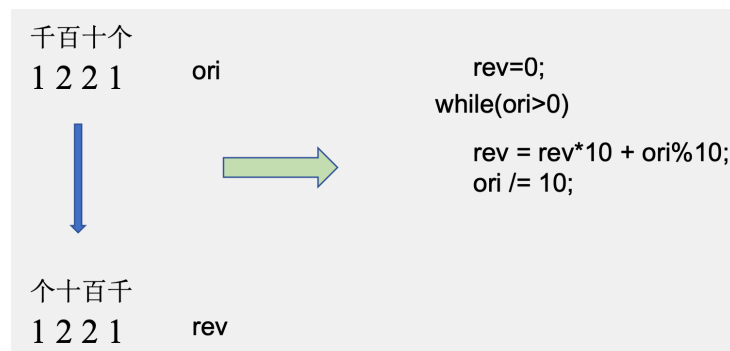 千百十个
1 2 2 1 ori
rev=0;
while(ori>0)
rev = rev*10 + ori%10;
ori /= 10;
个十百千
1 2 2 1 rev